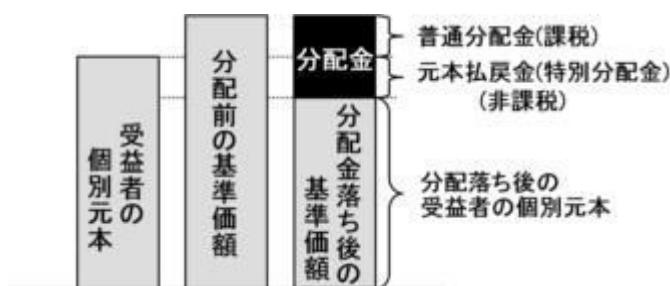 受益者の
個別元本
分配前の基準価額
分配金
分配金落ち後の
基準価額
普通分配金(課税)
元本払戻金(特別分配金)
(非課税)
分配落ち後の
受益者の個別元本